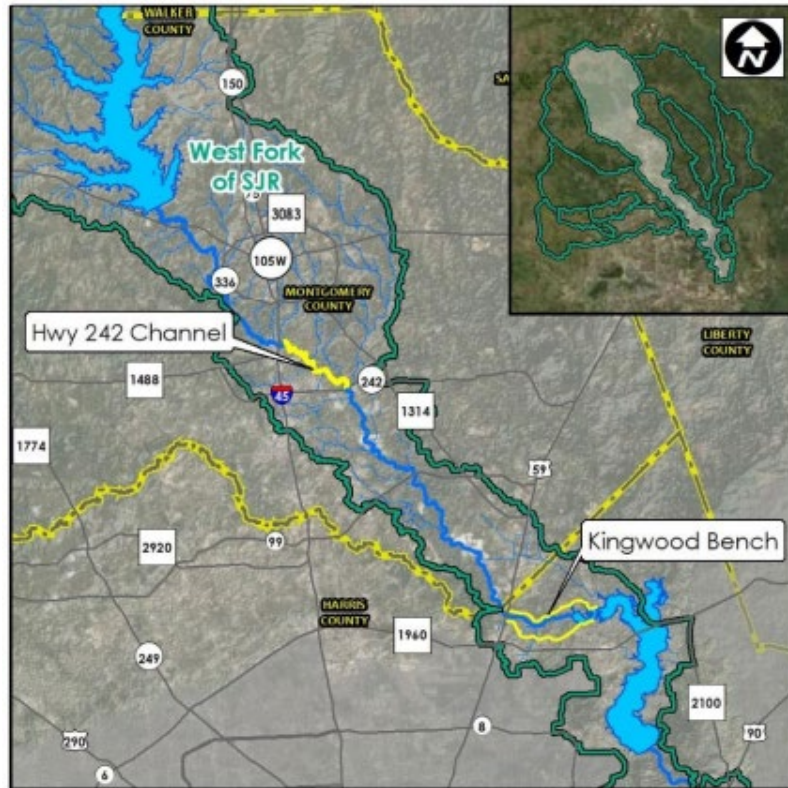 WALKER
COUNTY
150
N
West Fork
of SJR
3083
105W
336
MONTGOMERY
COUNTY
Hwy 242 Channel
LIBERTY
COUNTY
1488
242
45
1314
1774
59
2920
99
Kingwood Bench
HARRIS
COUNTY
1960
249
2100
290
8
90
6